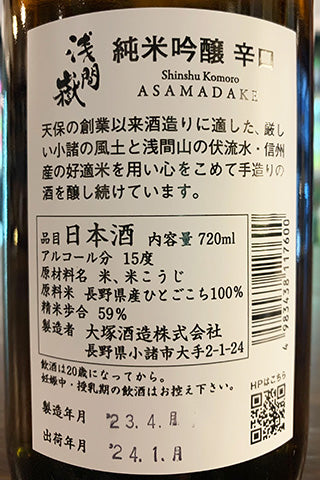 浅間嶽
純米吟醸 辛口
Shinshu Komoro
ASAMADAKE
天保の創業以来酒造りに適した、厳し
い小諸の風土と浅間山の伏流水・信州
産の好適米を用い心をこめて手造りの
酒を醸し続けています。
品目 日本酒 内容量 720ml
アルコール分 15度
原材料名 米、米こうじ
原料米 長野県産ひとごこち100%
精米歩合 59%
製造者 大塚酒造株式会社
長野県小諸市大手2-1-24
4983438117600
飲酒は20歳になってから。
妊娠中・授乳期の飲酒はお控え下さい。
HPはこちら
製造年月 23.4.月
出荷年月 24.1.月